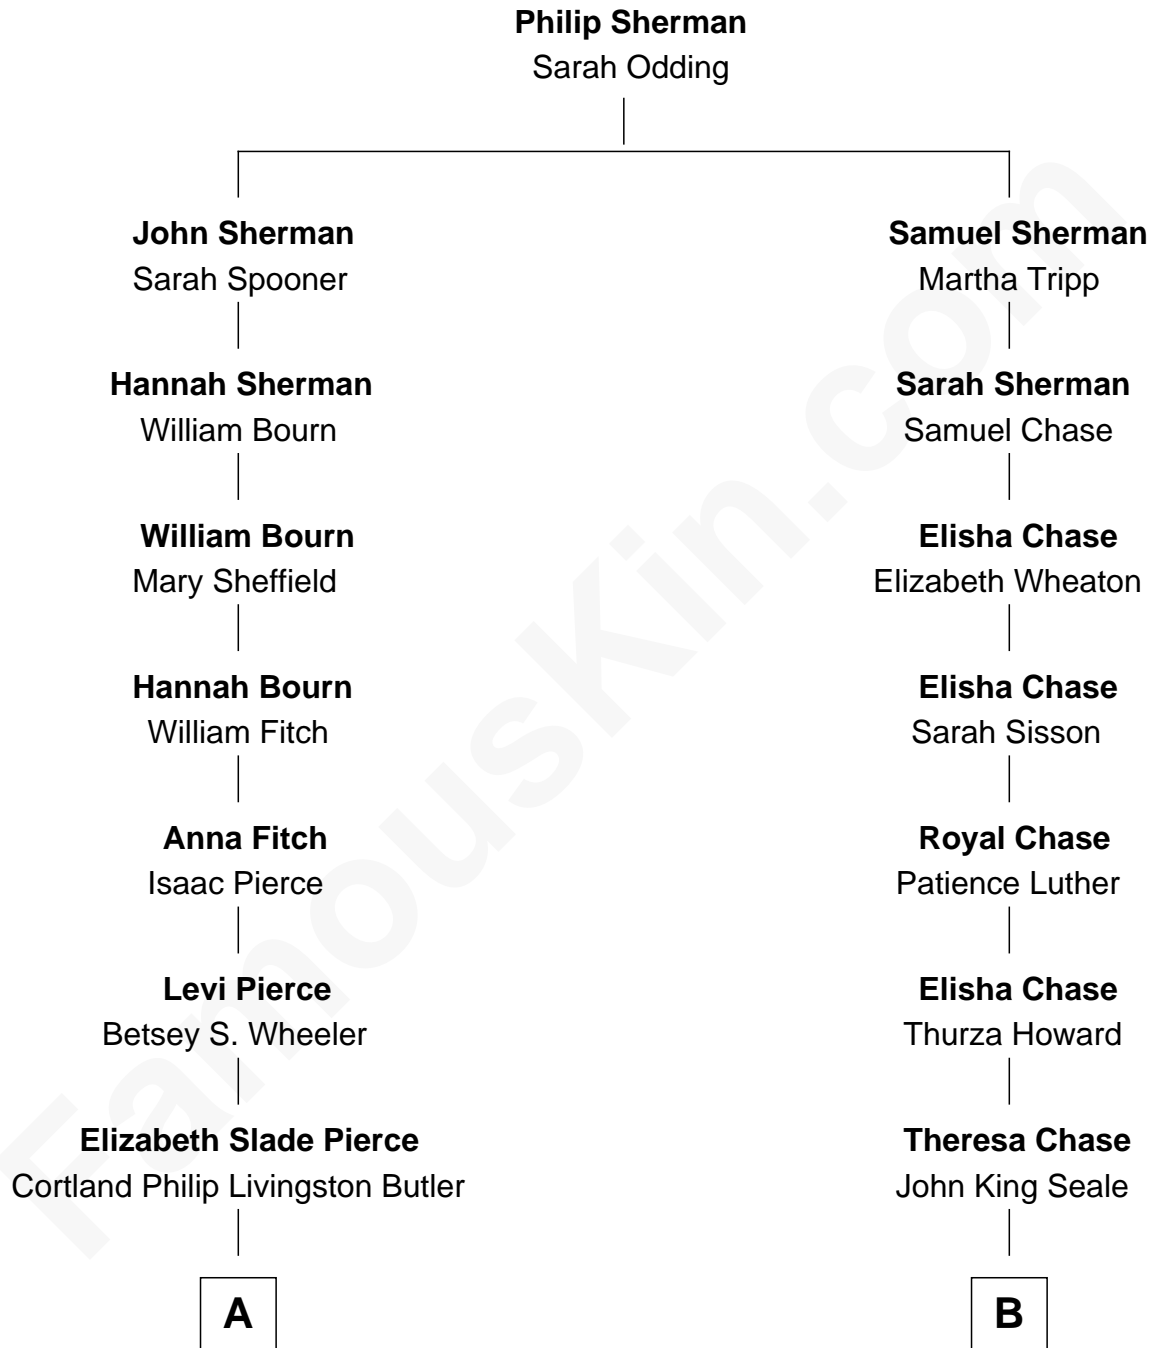 Philip Sherman
Sarah Odding
John Sherman
Sarah Spooner
Samuel Sherman
Martha Tripp
Hannah Sherman
William Bourn
Sarah Sherman
Samuel Chase
William Bourn
Mary Sheffield
Elisha Chase
Elizabeth Wheaton
Hannah Bourn
William Fitch
Elisha Chase
Sarah Sisson
Anna Fitch
Isaac Pierce
Royal Chase
Patience Luther
Levi Pierce
Betsey S. Wheeler
Elisha Chase
Thurza Howard
Elizabeth Slade Pierce
Cortland Philip Livingston Butler
Theresa Chase
John King Seale
A
B
FamousKin.com